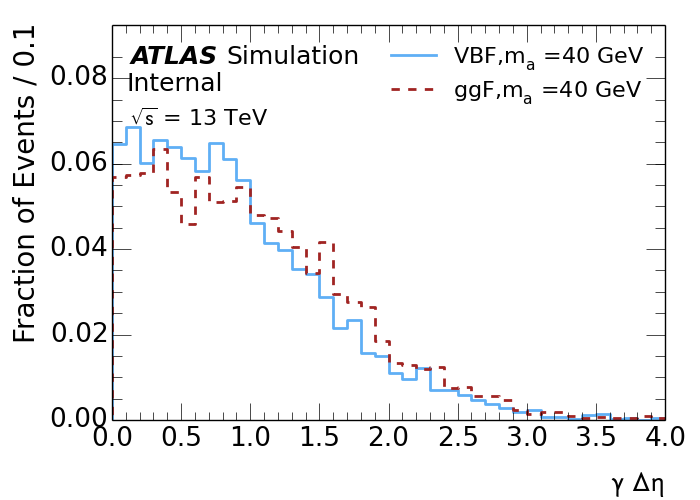 ATLAS Simulation
Internal
√s = 13 TeV
VBF,mₐ =40 GeV
ggF,mₐ =40 GeV
Fraction of Events / 0.1
0.08
0.06
0.04
0.02
0.00
0.0 0.5 1.0 1.5 2.0 2.5 3.0 3.5 4.0
γ Δη